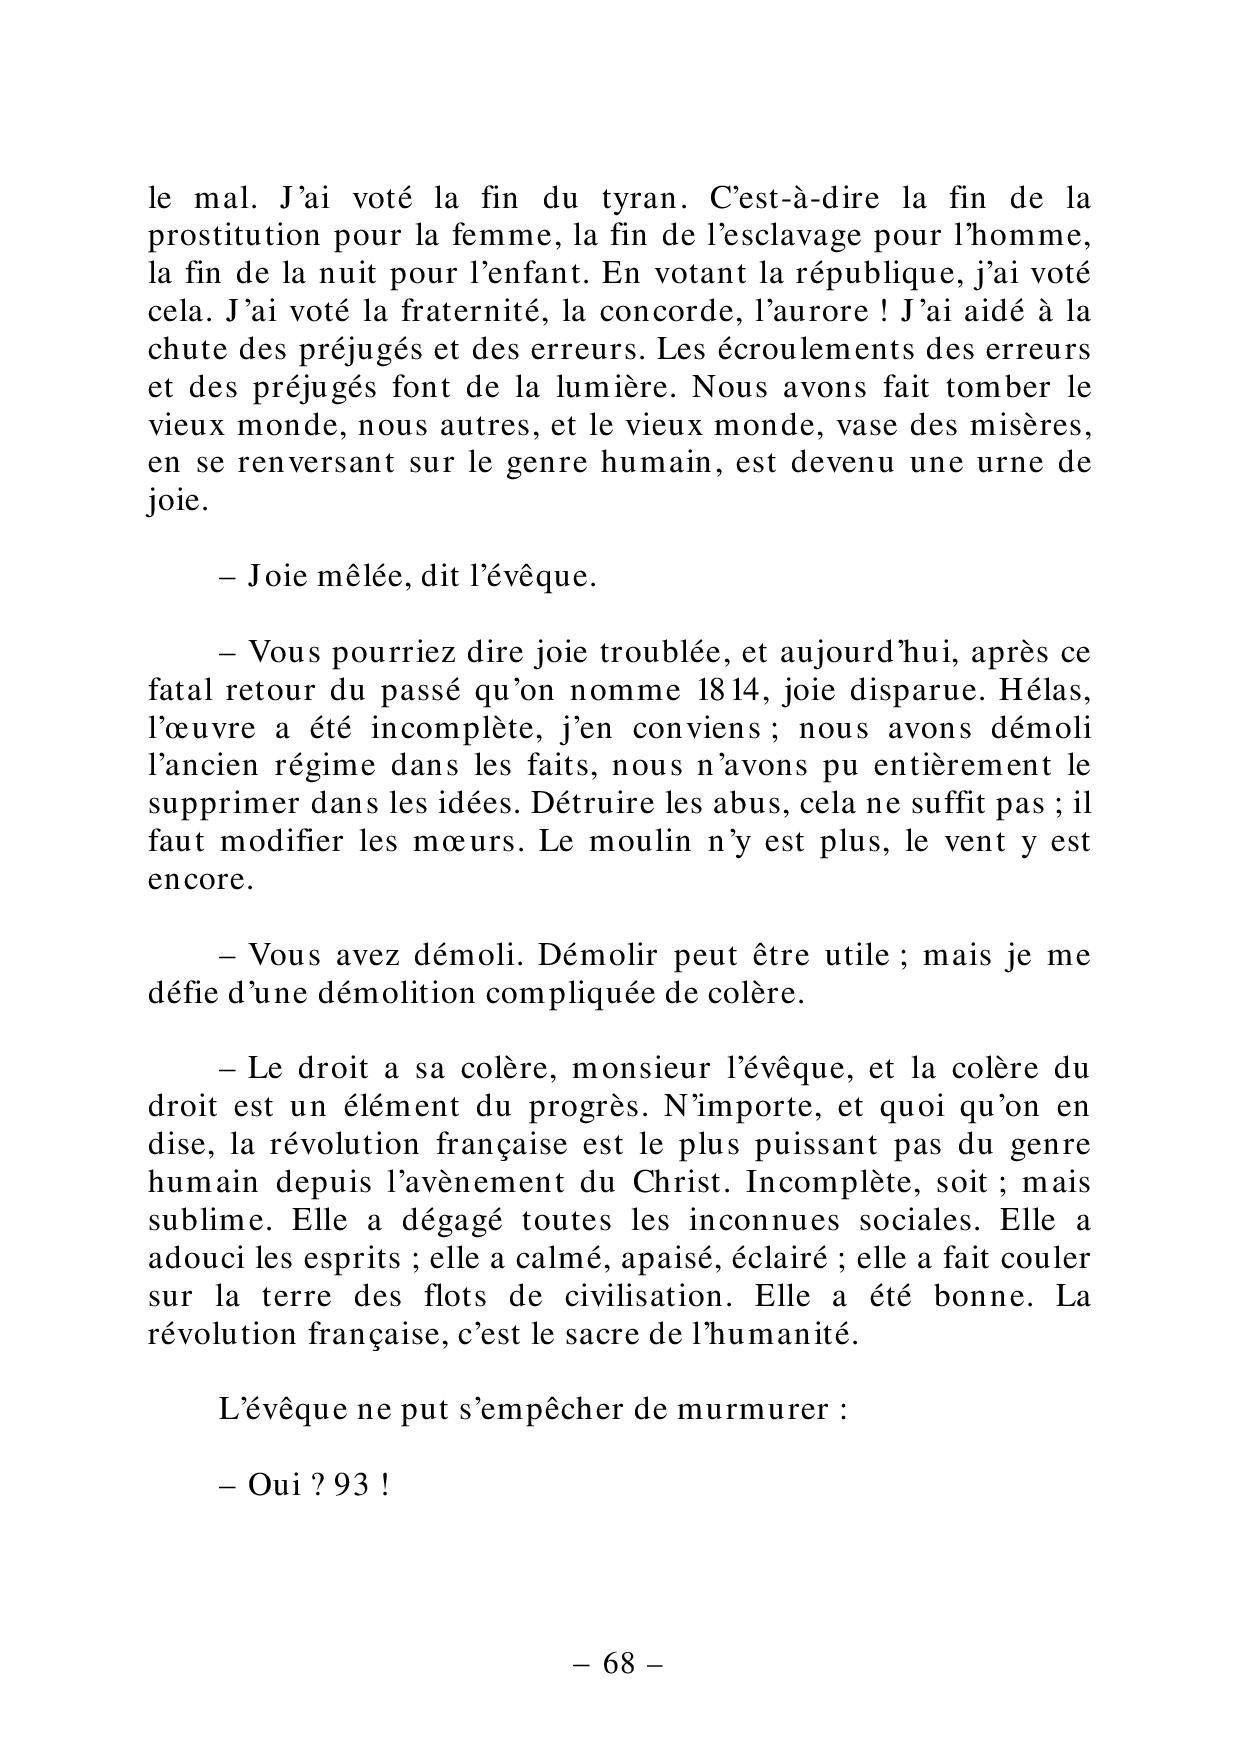 le mal. J’ai voté la fin du tyran. C’est-à-dire la fin de la
prostitution pour la femme, la fin de l’esclavage pour l’homme,
la fin de la nuit pour l’enfant. En votant la république, j’ai voté
cela. J’ai voté la fraternité, la concorde, l’aurore ! J’ai aidé à la
chute des préjugés et des erreurs. Les écroulements des erreurs
et des préjugés font de la lumière. Nous avons fait tomber le
vieux monde, nous autres, et le vieux monde, vase des misères,
en se renversant sur le genre humain, est devenu une urne de
joie.
– Joie mêlée, dit l’évêque.
– Vous pourriez dire joie troublée, et aujourd’hui, après ce
fatal retour du passé qu’on nomme 1814, joie disparue. Hélas,
l’œuvre a été incomplète, j’en conviens ; nous avons démoli
l’ancien régime dans les faits, nous n’avons pu entièrement le
supprimer dans les idées. Détruire les abus, cela ne suffit pas ; il
faut modifier les mœurs. Le moulin n’y est plus, le vent y est
encore.
– Vous avez démoli. Démolir peut être utile ; mais je me
défie d’une démolition compliquée de colère.
– Le droit a sa colère, monsieur l’évêque, et la colère du
droit est un élément du progrès. N’importe, et quoi qu’on en
dise, la révolution française est le plus puissant pas du genre
humain depuis l’avènement du Christ. Incomplète, soit ; mais
sublime. Elle a dégagé toutes les inconnues sociales. Elle a
adouci les esprits ; elle a calmé, apaisé, éclairé ; elle a fait couler
sur la terre des flots de civilisation. Elle a été bonne. La
révolution française, c’est le sacre de l’humanité.
L’évêque ne put s’empêcher de murmurer :
– Oui ? 93 !
– 68 –